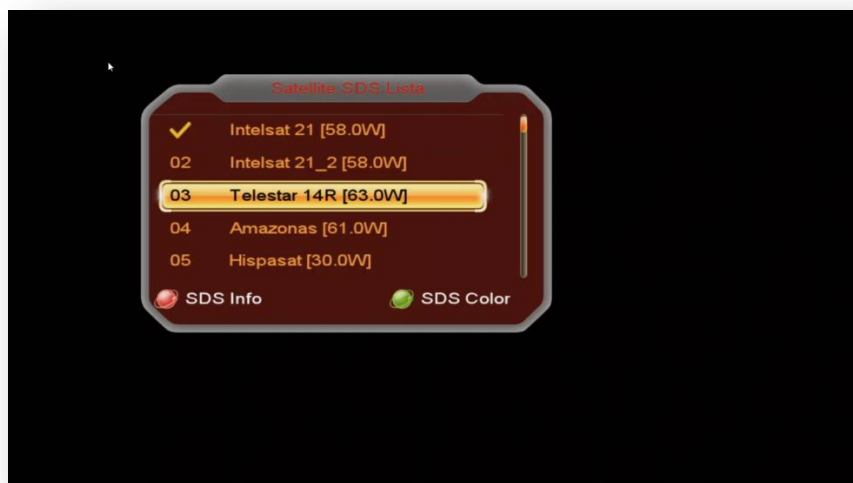 Satellite SDS Lista
Intelsat 21 [58.0W]
02 Intelsat 21_2 [58.0W]
03 Telestar 14R [63.0W]
04 Amazonas [61.0W]
05 Hispasat [30.0W]
SDS Info SDS Color